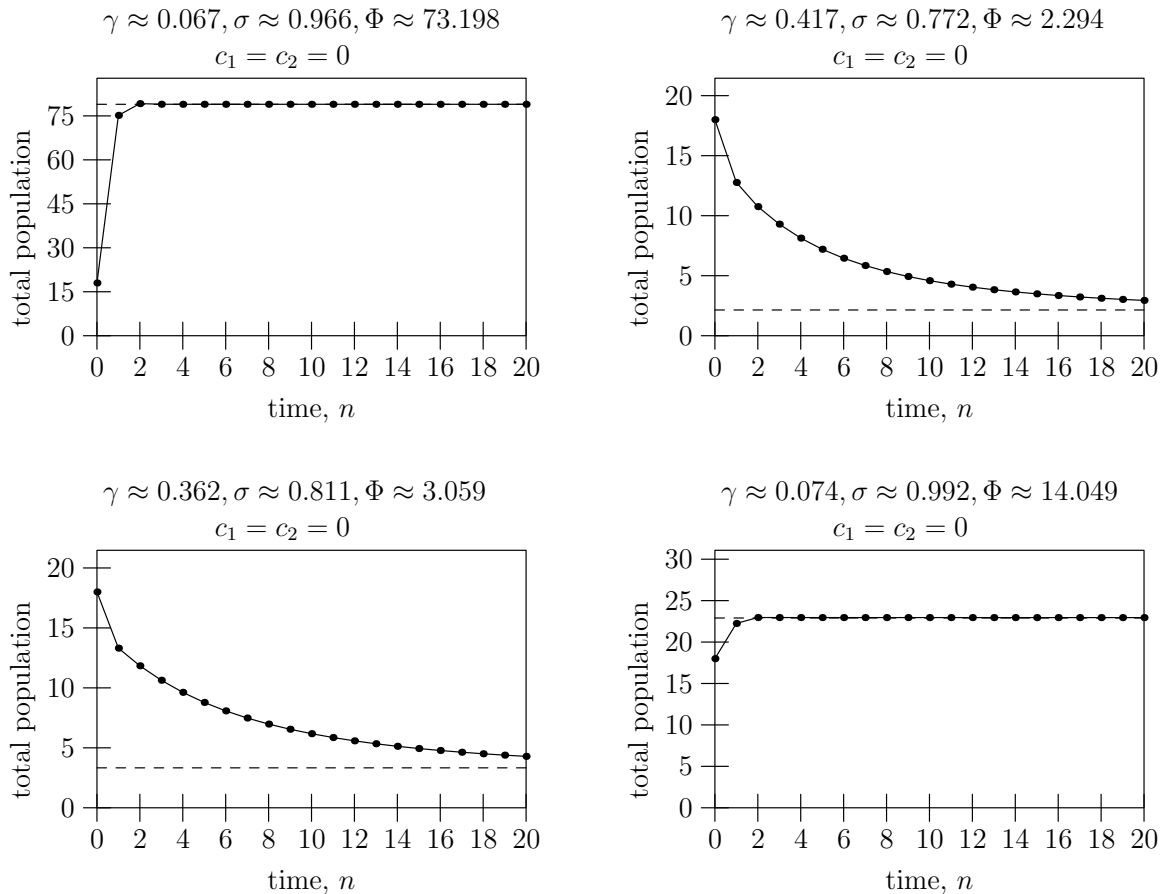 γ ≈ 0.067, σ ≈ 0.966, Φ ≈ 73.198
c₁ = c₂ = 0
75
60
45
30
15
0
total population
0 2 4 6 8 10 12 14 16 18 20
time, n
γ ≈ 0.417, σ ≈ 0.772, Φ ≈ 2.294
c₁ = c₂ = 0
20
15
10
5
0
total population
0 2 4 6 8 10 12 14 16 18 20
time, n
γ ≈ 0.362, σ ≈ 0.811, Φ ≈ 3.059
c₁ = c₂ = 0
20
15
10
5
0
total population
0 2 4 6 8 10 12 14 16 18 20
time, n
γ ≈ 0.074, σ ≈ 0.992, Φ ≈ 14.049
c₁ = c₂ = 0
30
25
20
15
10
5
0
total population
0 2 4 6 8 10 12 14 16 18 20
time, n